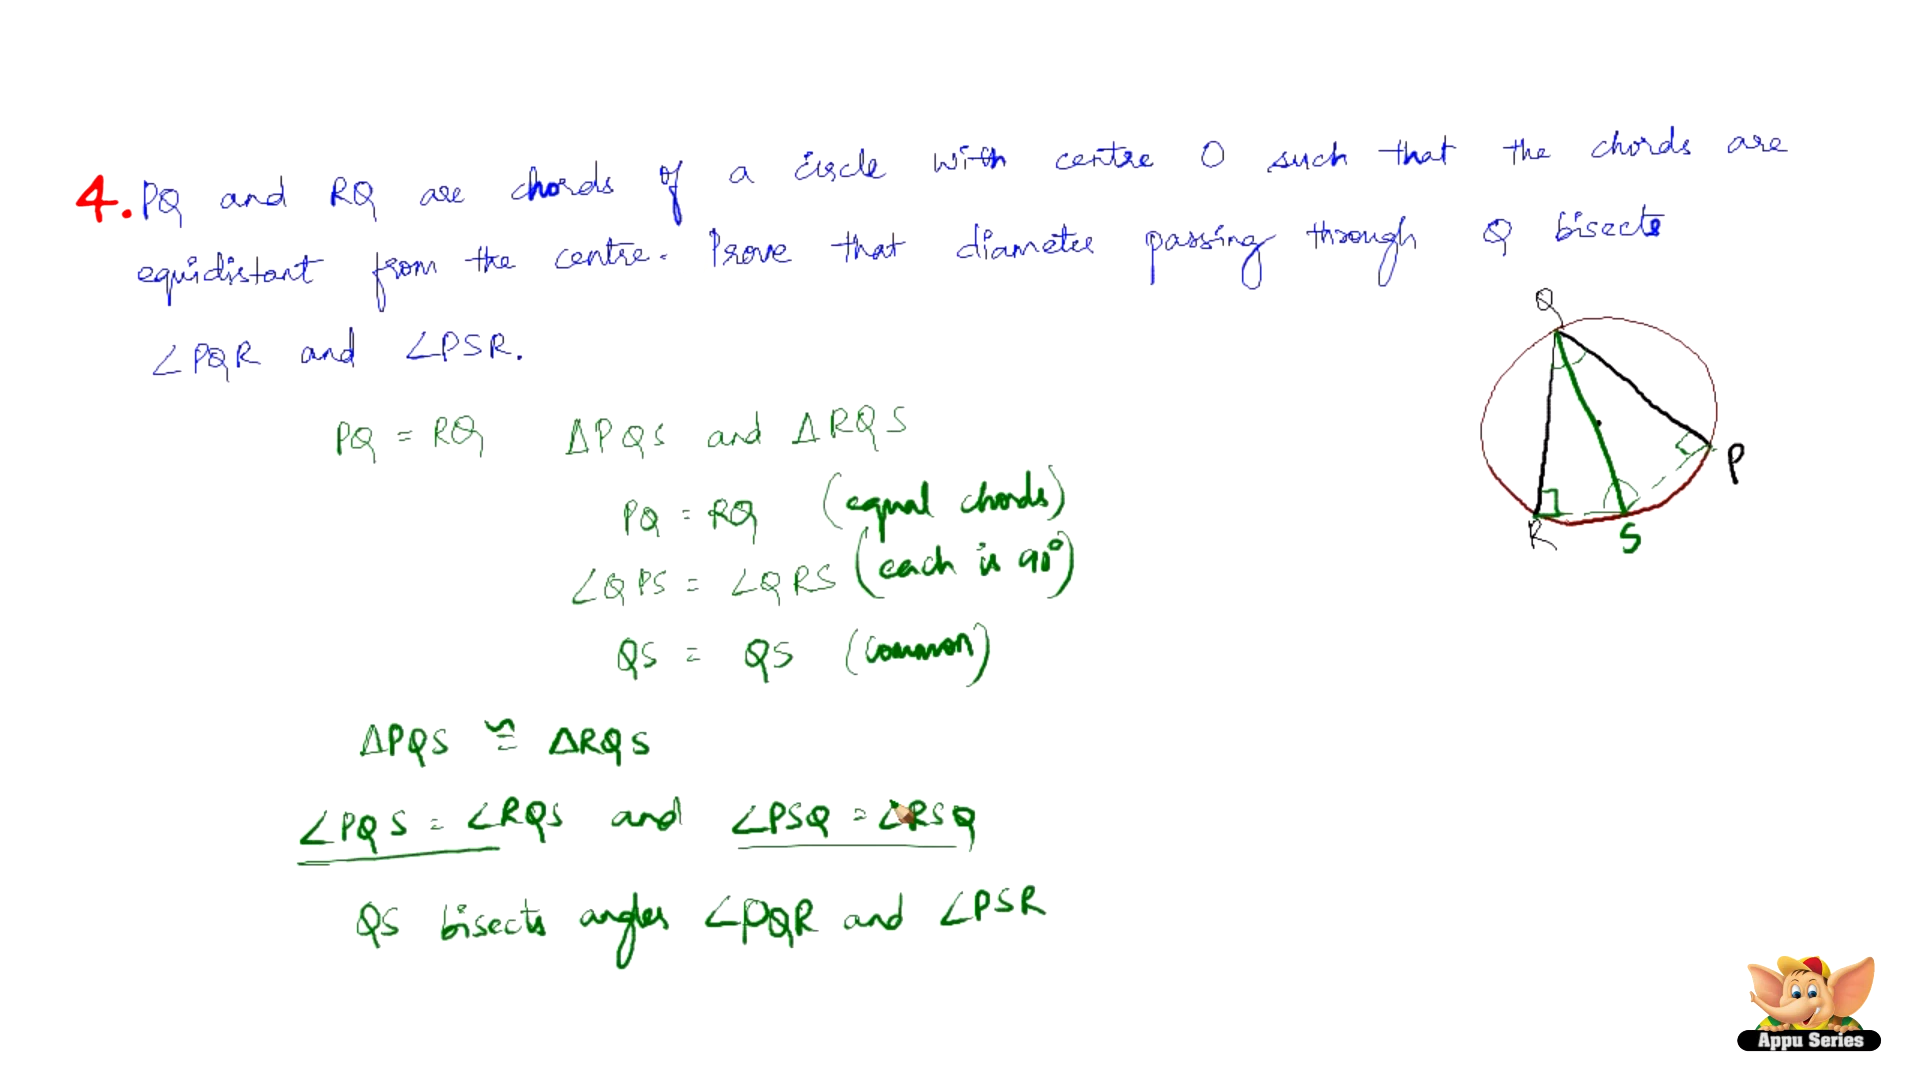 4. PQ and RQ are chords of a circle with centre O such that the chords are
equidistant from the centre. Prove that diameter passing through Q bisects
∠PQR and ∠PSR.
Q
P
R
S
PQ = RQ ΔPQS and ΔRQS
PQ = RQ (equal chords)
∠QPS = ∠QRS (each is 90°)
QS = QS (common)
ΔPQS ≅ ΔRQS
∠PQS = ∠RQS and ∠PSQ = ∠RSQ
QS bisects angles ∠PQR and ∠PSR
Appu Series